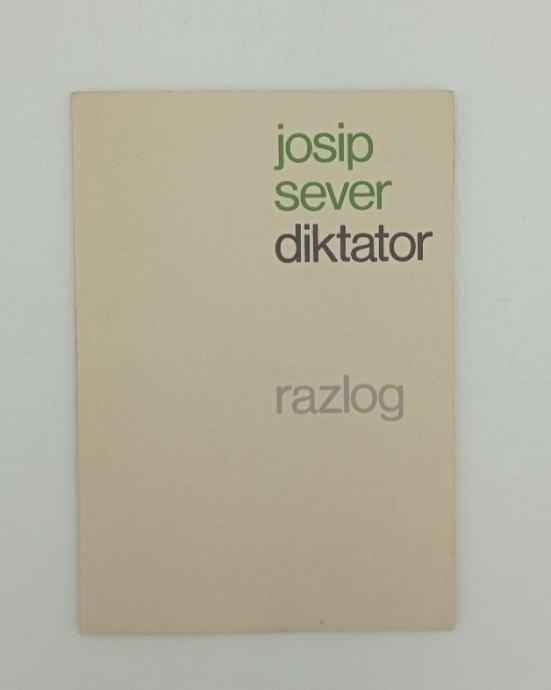 josip
sever
diktator
razlog